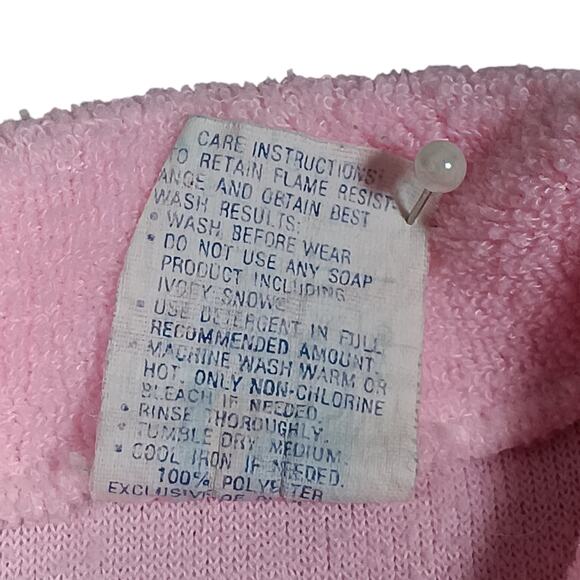 CARE INSTRUCTIONS:
TO RETAIN FLAME RESIST-
ANCE AND OBTAIN BEST
WASH RESULTS:
• WASH BEFORE WEAR
• DO NOT USE ANY SOAP
PRODUCT INCLUDING
IVORY SNOW®
• USE DETERGENT IN FULL
RECOMMENDED AMOUNT.
• MACHINE WASH WARM OR
HOT, ONLY NON-CHLORINE
BLEACH IF NEEDED.
• RINSE THOROUGHLY.
• TUMBLE DRY MEDIUM.
• COOL IRON IF NEEDED.
100% POLYESTER
EXCLUSIVE OF